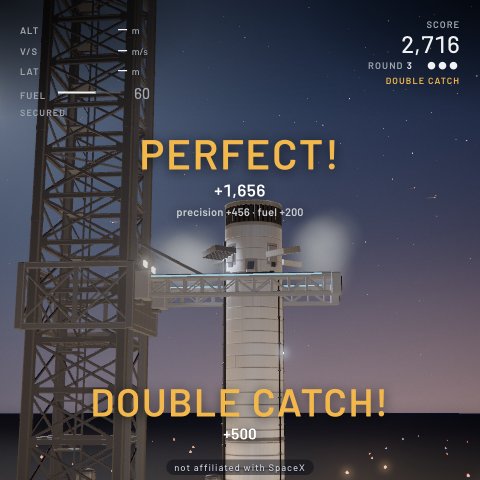 ALT — m
V/S — m/s
LAT — m
FUEL 60
SECURED
SCORE
2,716
ROUND 3
DOUBLE CATCH
PERFECT!
+1,656
precision +456 · fuel +200
DOUBLE CATCH!
+500
not affiliated with SpaceX